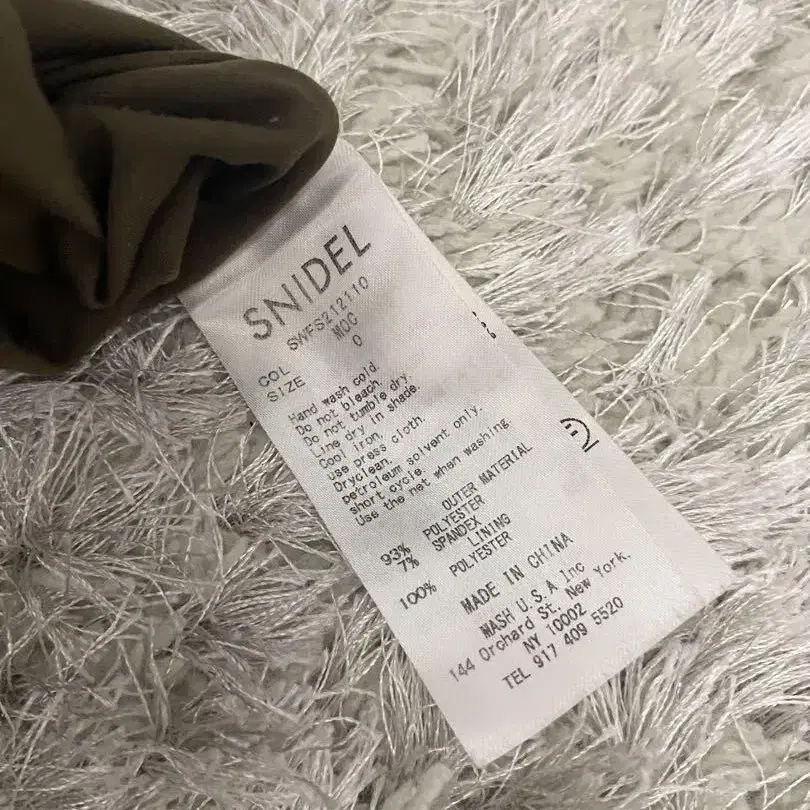 SNIDEL
SWFS212110
COL MOC
SIZE 0
Hand wash cold.
Do not bleach.
Do not tumble dry.
Line dry in shade.
Cool iron.
use press cloth.
Dryclean.
petroleum solvent only.
short cycle.
Use the net when washing.
OUTER MATERIAL
93% POLYESTER
7% SPANDEX
LINING
100% POLYESTER
MADE IN CHINA
MASH U.S.A Inc
144 Orchard St. New York,
NY 10002
TEL 917 409 5520